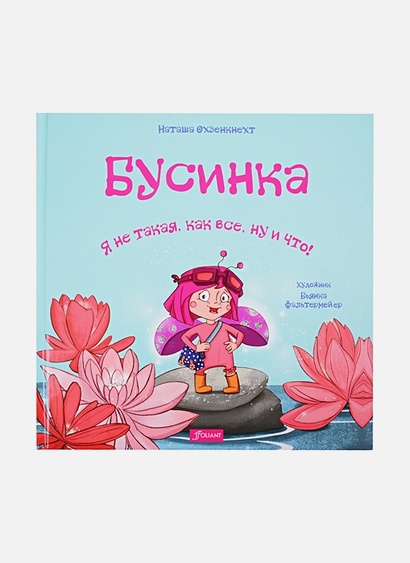 Наташа Охзенкнехт
Бусинка
Я не такая, как все, ну и что!
Художник
Бьянка
Фальтермейер
FOLIANT